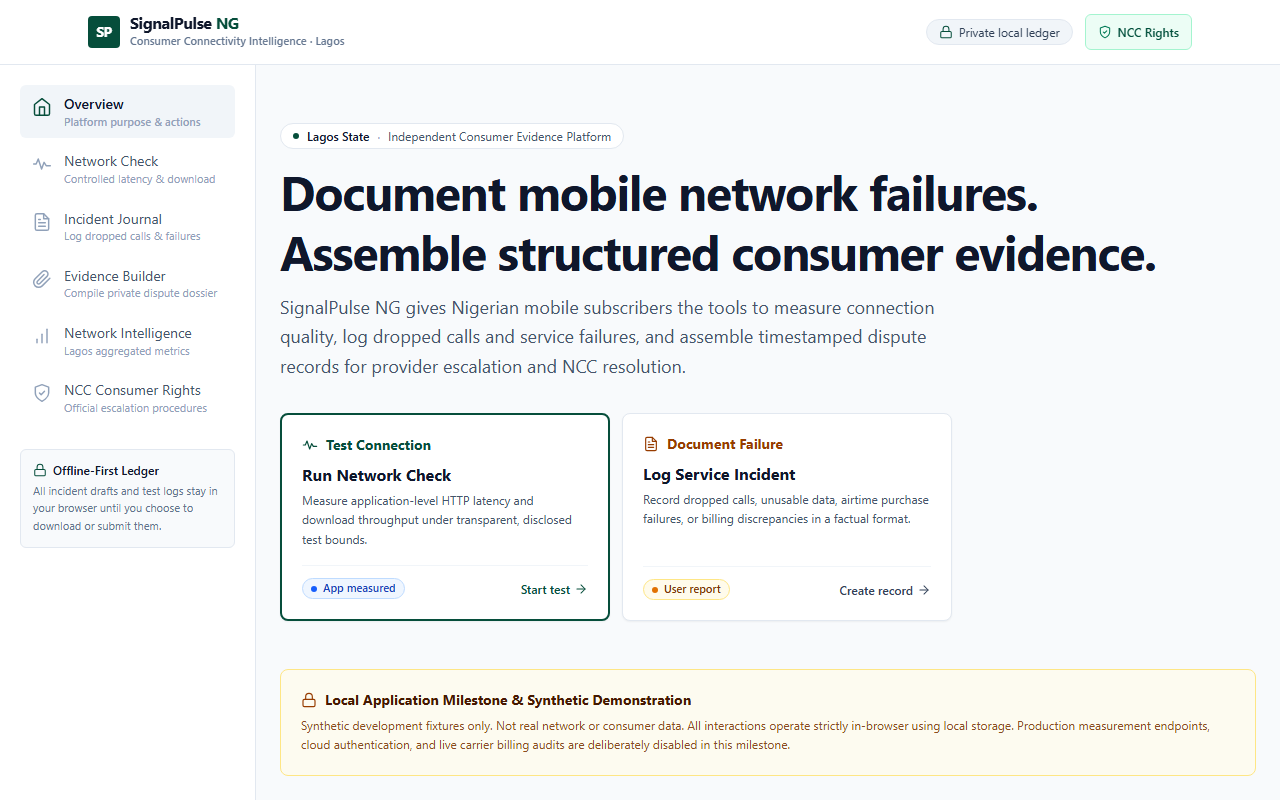 SP
SignalPulse NG
Consumer Connectivity Intelligence · Lagos
Private local ledger
NCC Rights
Overview
Platform purpose & actions
Network Check
Controlled latency & download
Incident Journal
Log dropped calls & failures
Evidence Builder
Compile private dispute dossier
Network Intelligence
Lagos aggregated metrics
NCC Consumer Rights
Official escalation procedures
Offline-First Ledger
All incident drafts and test logs stay in
your browser until you choose to
download or submit them.
Lagos State · Independent Consumer Evidence Platform
Document mobile network failures.
Assemble structured consumer evidence.
SignalPulse NG gives Nigerian mobile subscribers the tools to measure connection
quality, log dropped calls and service failures, and assemble timestamped dispute
records for provider escalation and NCC resolution.
Test Connection
Run Network Check
Measure application-level HTTP latency and
download throughput under transparent, disclosed
test bounds.
App measured
Start test →
Document Failure
Log Service Incident
Record dropped calls, unusable data, airtime purchase
failures, or billing discrepancies in a factual format.
User report
Create record →
Local Application Milestone & Synthetic Demonstration
Synthetic development fixtures only. Not real network or consumer data. All interactions operate strictly in-browser using local storage. Production measurement endpoints,
cloud authentication, and live carrier billing audits are deliberately disabled in this milestone.